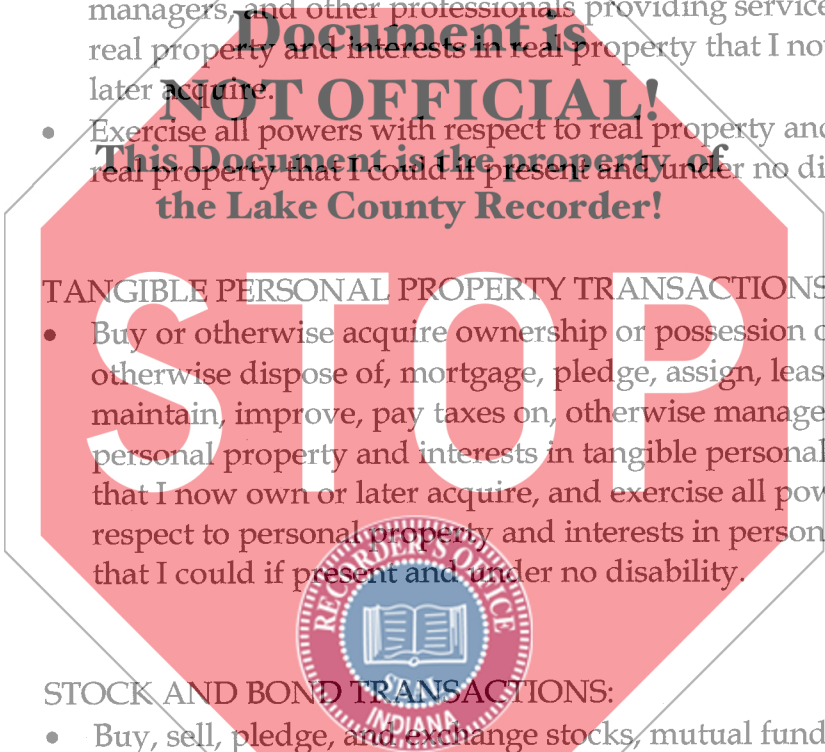 managers, and other professionals providing service
Document is
real property and interests in real property that I no
NOT OFFICIAL!
later acquire.
• Exercise all powers with respect to real property and
This Document is the property of
real property that I could if present and under no di
the Lake County Recorder!
TANGIBLE PERSONAL PROPERTY TRANSACTIONS
• Buy or otherwise acquire ownership or possession o
otherwise dispose of, mortgage, pledge, assign, leas
maintain, improve, pay taxes on, otherwise manage
personal property and interests in tangible personal
that I now own or later acquire, and exercise all pow
respect to personal property and interests in person
that I could if present and under no disability.
STOP
RECORDER'S OFFICE
SEAL
INDIANA
STOCK AND BOND TRANSACTIONS:
• Buy, sell, pledge, and exchange stocks, mutual fund